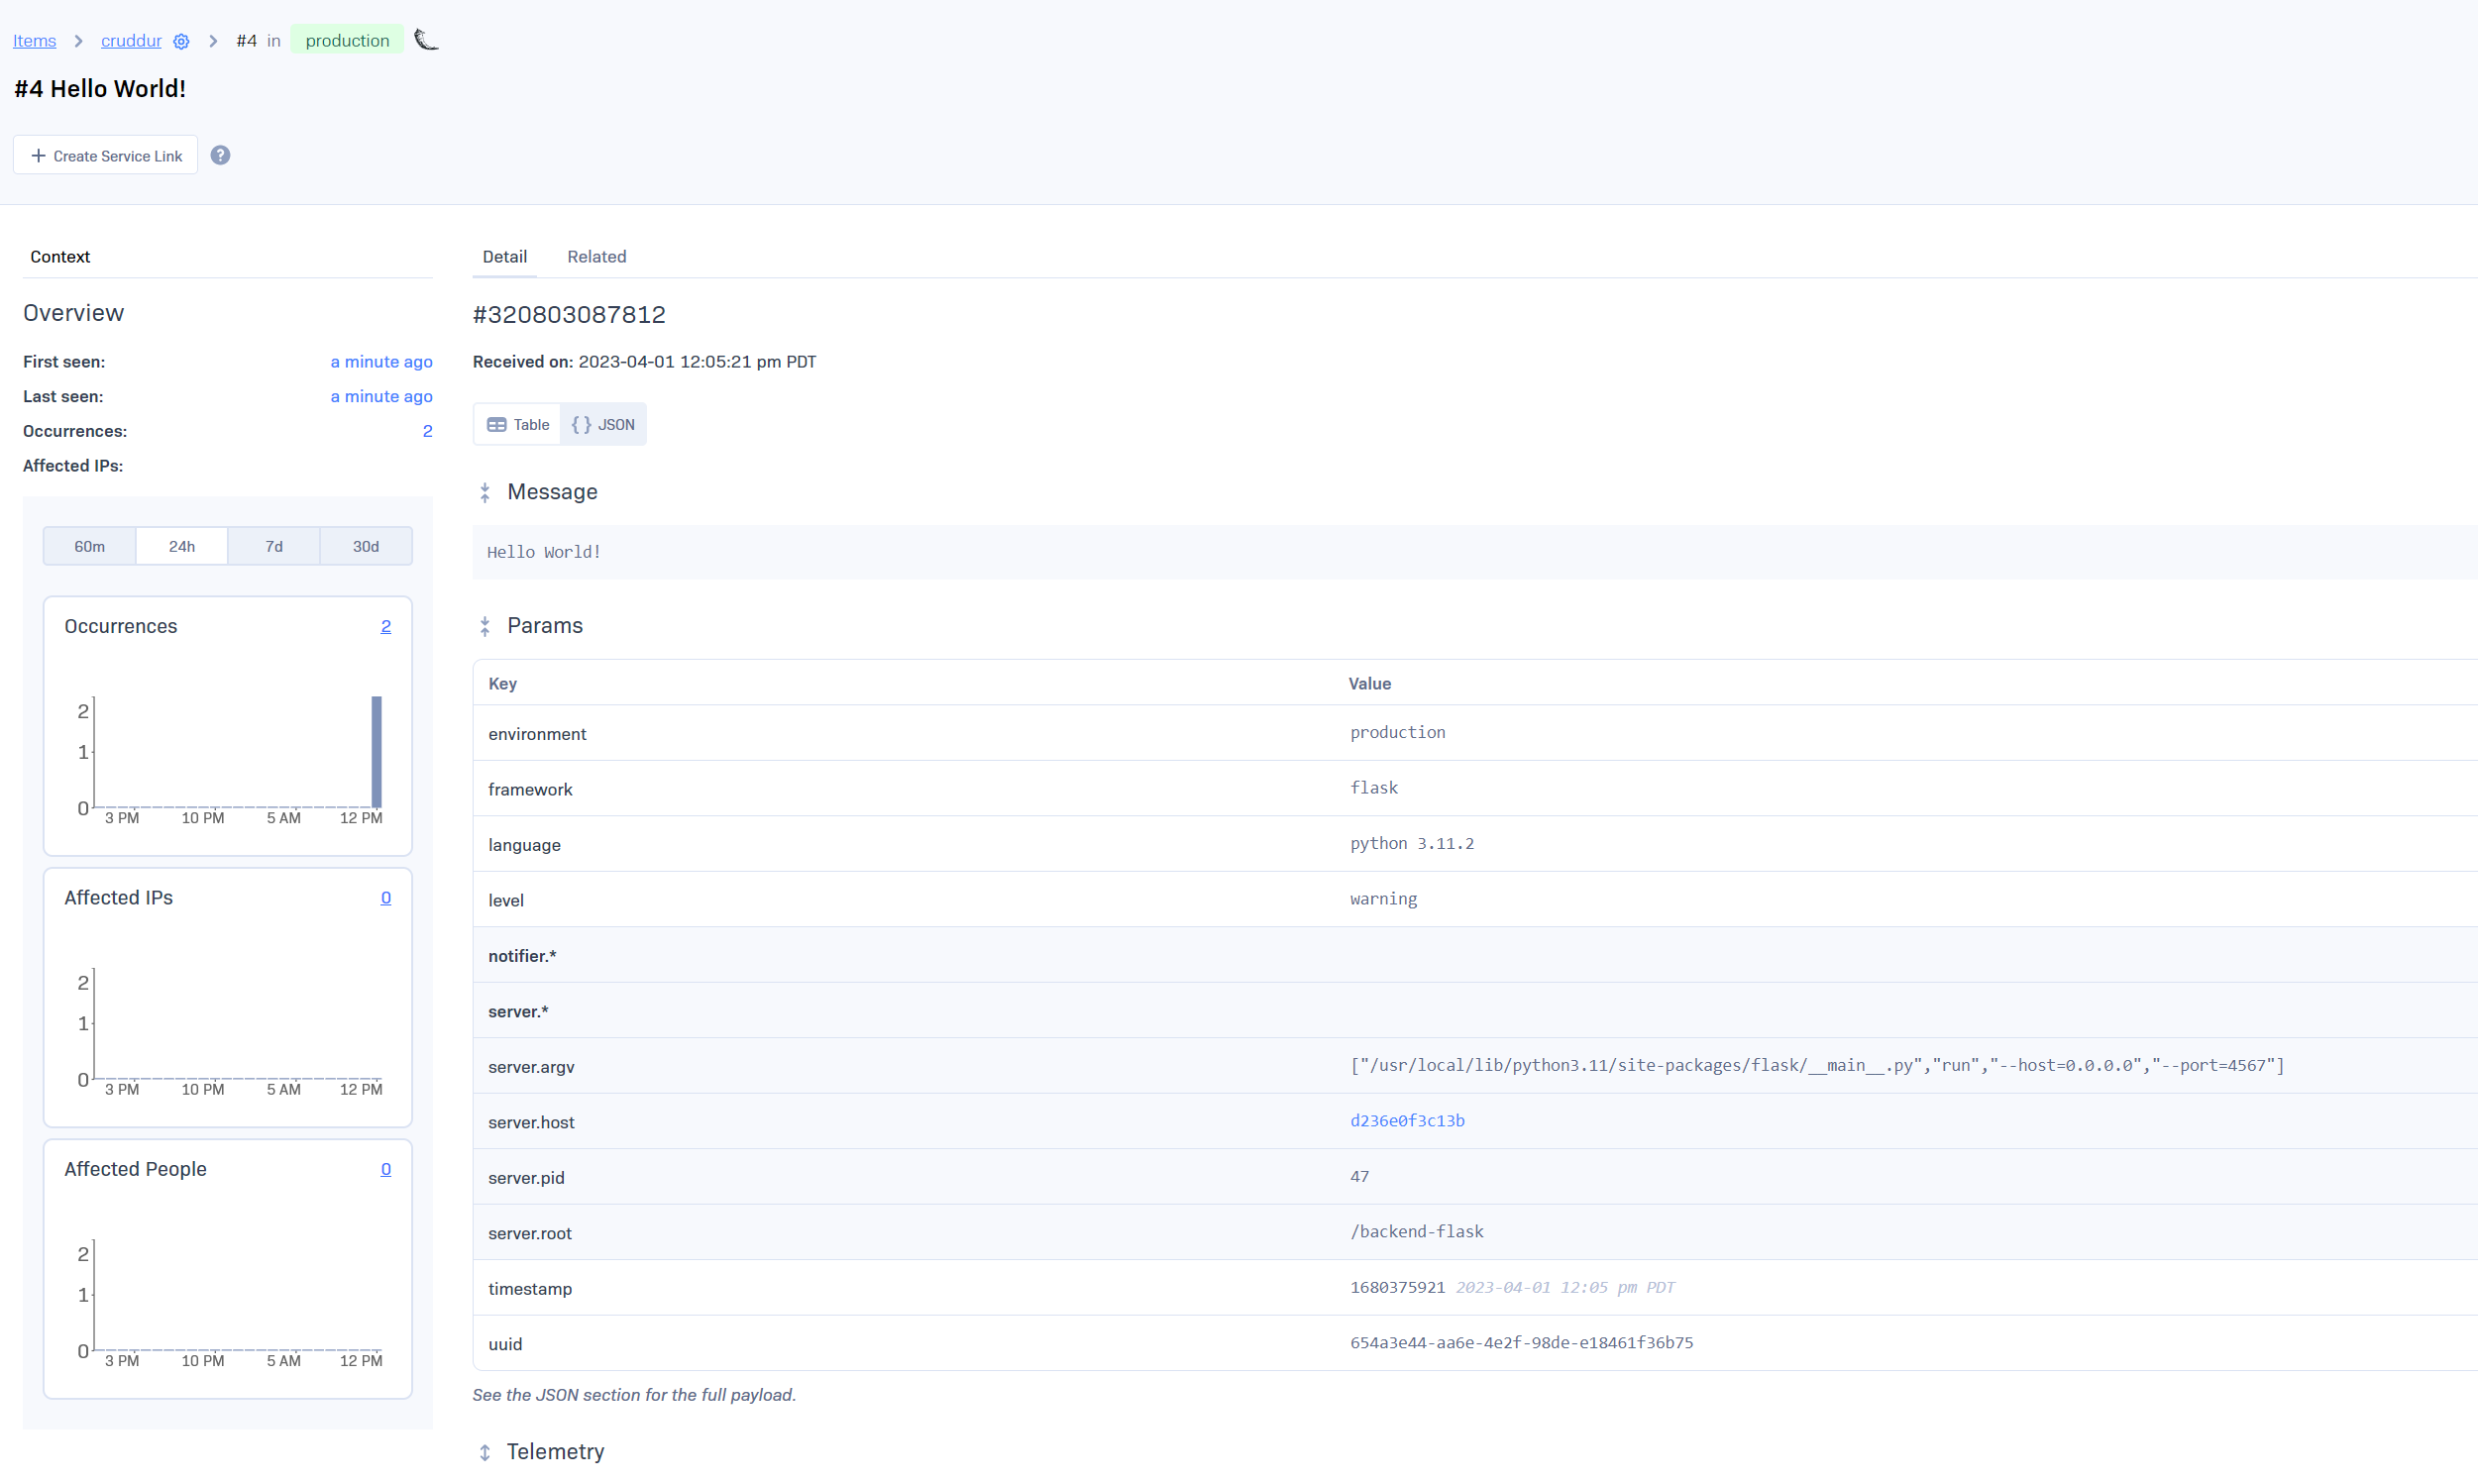 Items > cruddur > #4 in production
#4 Hello World!
+ Create Service Link ?
Context
Overview
First seen: a minute ago
Last seen: a minute ago
Occurrences: 2
Affected IPs:
60m 24h 7d 30d
Occurrences 2
2
1
0
3 PM 10 PM 5 AM 12 PM
Affected IPs 0
2
1
0
3 PM 10 PM 5 AM 12 PM
Affected People 0
2
1
0
3 PM 10 PM 5 AM 12 PM
Detail Related
#320803087812
Received on: 2023-04-01 12:05:21 pm PDT
Table { } JSON
Message
Hello World!
Params
Key Value
environment production
framework flask
language python 3.11.2
level warning
notifier.*
server.*
server.argv ["/usr/local/lib/python3.11/site-packages/flask/__main__.py","run","--host=0.0.0.0","--port=4567"]
server.host d236e0f3c13b
server.pid 47
server.root /backend-flask
timestamp 1680375921 2023-04-01 12:05 pm PDT
uuid 654a3e44-aa6e-4e2f-98de-e18461f36b75
See the JSON section for the full payload.
Telemetry